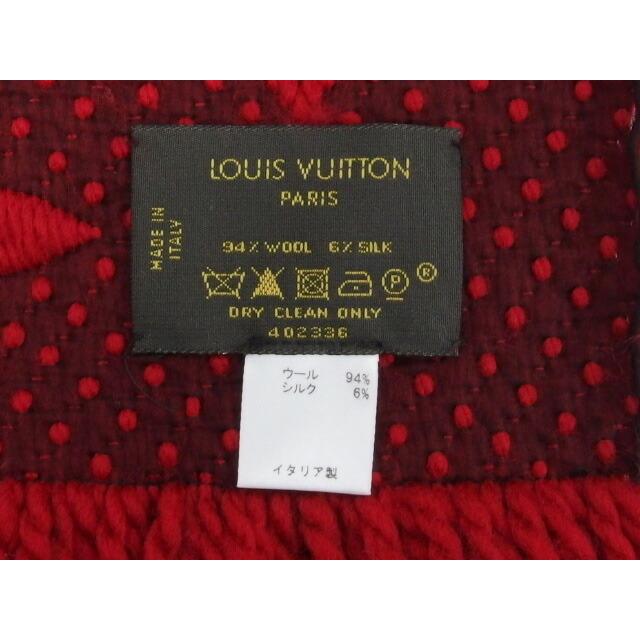 LOUIS VUITTON
PARIS
MADE IN
ITALY
94% WOOL 6% SILK
P ®
DRY CLEAN ONLY
402336
ウール 94%
シルク 6%
イタリア製